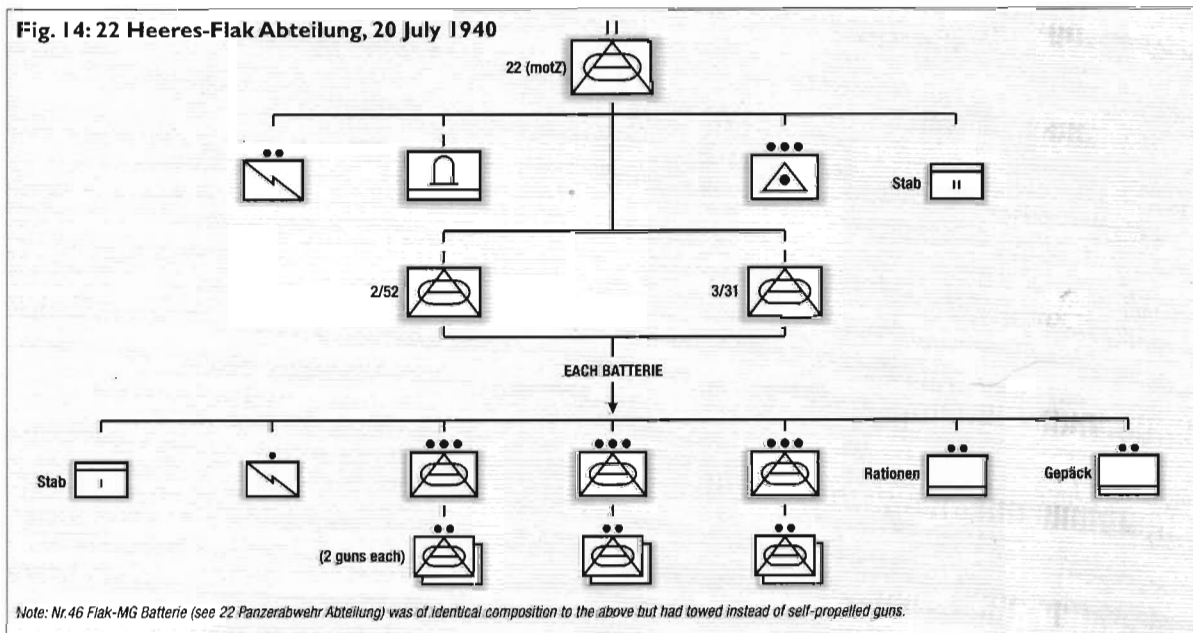 Fig. 14: 22 Heeres-Flak Abteilung, 20 July 1940
22 (motZ)
Stab
2/52
3/31
EACH BATTERIE
Stab
Rationen
Gepäck
(2 guns each)
Note: Nr.46 Flak-MG Batterie (see 22 Panzerabwehr Abteilung) was of identical composition to the above but had towed instead of self-propelled guns.